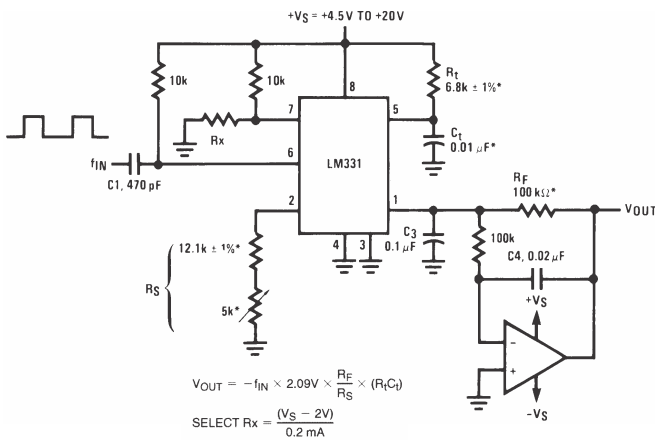 +VS = +4.5V TO +20V
10k
10k
Rt
6.8k ± 1%*
8
7
5
Rx
Ct
0.01 µF*
fIN
6
LM331
C1, 470 pF
RF
100 kΩ*
2
1
VOUT
12.1k ± 1%*
4
3
C3
0.1 µF
100k
C4, 0.02 µF
RS
5k*
+VS
−
+
-VS
VOUT = −fIN × 2.09V × RF/RS × (RtCt)
SELECT Rx = (VS − 2V)/0.2 mA